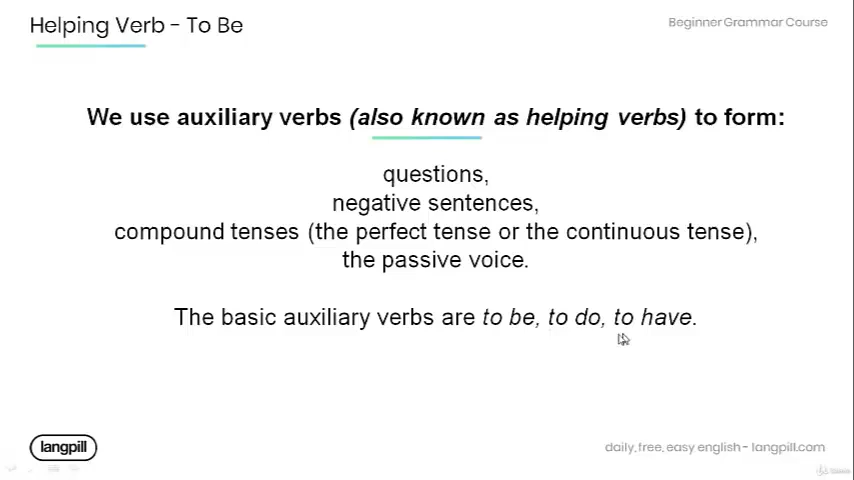 Helping Verb - To Be
Beginner Grammar Course
We use auxiliary verbs (also known as helping verbs) to form:
questions,
negative sentences,
compound tenses (the perfect tense or the continuous tense),
the passive voice.
The basic auxiliary verbs are to be, to do, to have.
langpill
daily, free, easy english - langpill.com